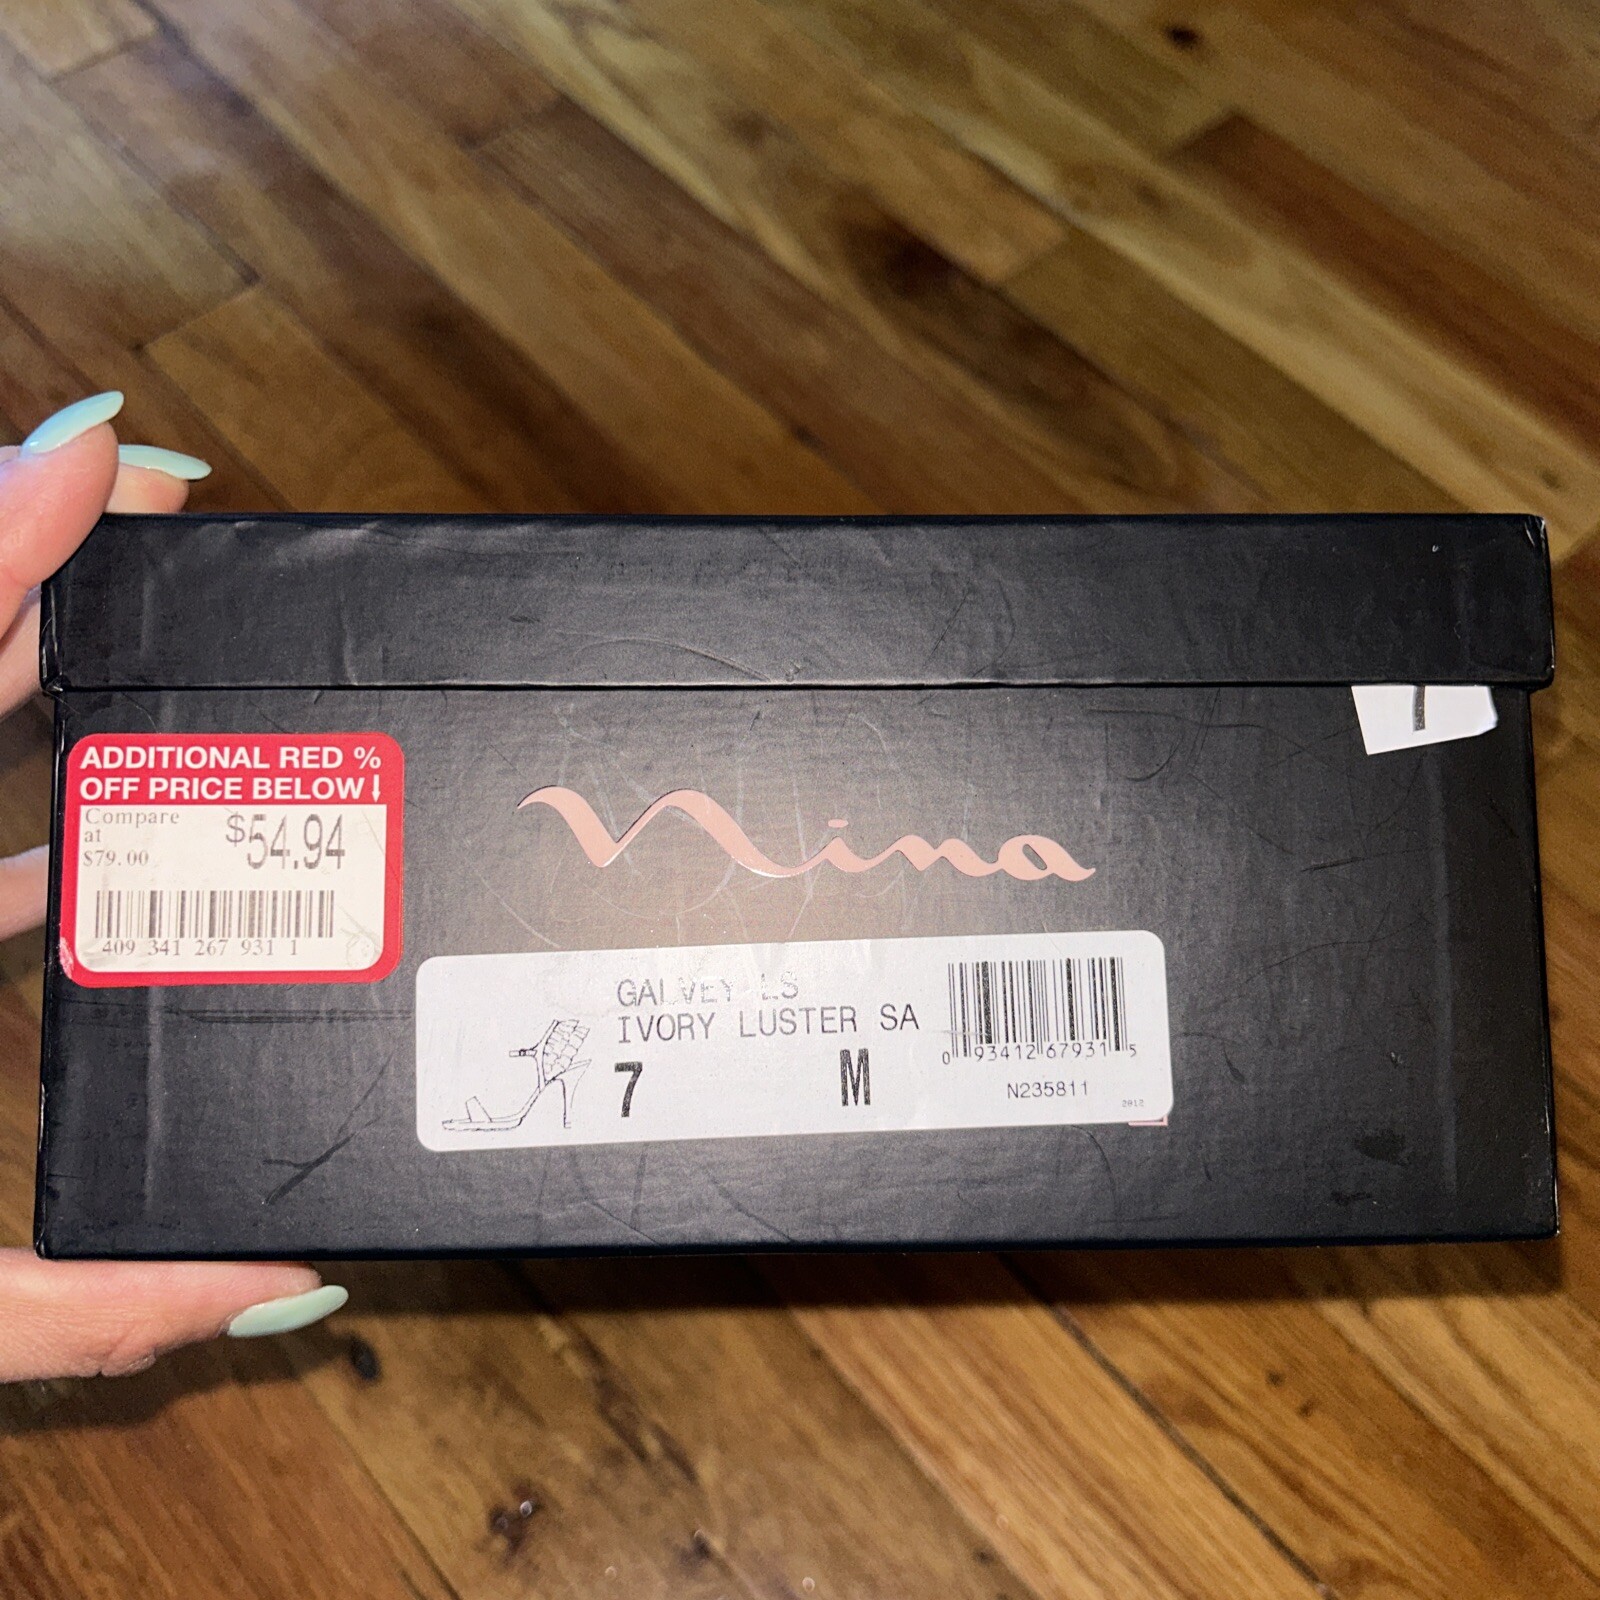 ADDITIONAL RED %
OFF PRICE BELOW↓
Compare
at
$79.00
$54.94
409 341 267 931 1
nina
GALVEY LS
IVORY LUSTER SA
7 M
0 93412 67931 5
N235811
2012